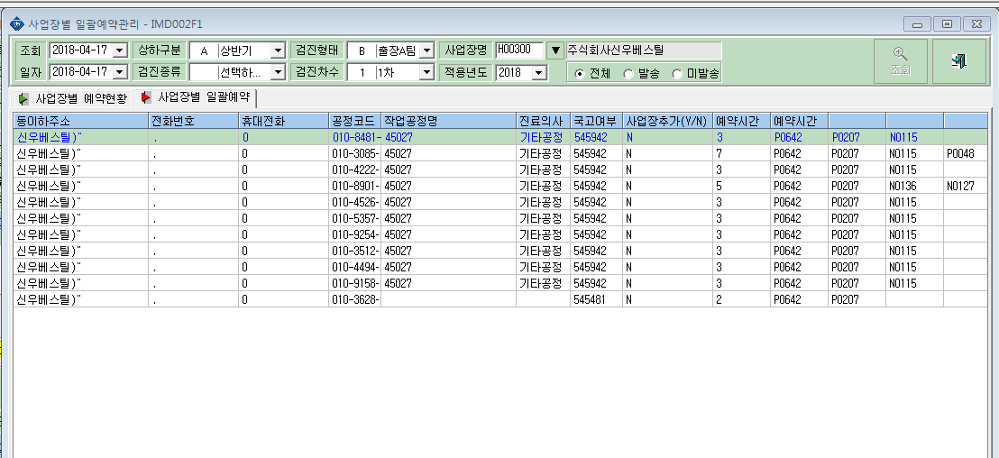 사업장별 일괄예약관리 - IMD002F1
조회 2018-04-17 상하구분 A 상반기 검진형태 B 출장A팀 사업장명 H00300 ▼ 주식회사신우베스틸 조회
일자 2018-04-17 검진종류 선택하... 검진차수 1 1차 적용년도 2018 전체 발송 미발송
사업장별 예약현황 사업장별 일괄예약
동이하주소 전화번호 휴대전화 공정코드 작업공정명 진료의사 국고여부 사업장추가(Y/N) 예약시간 예약시간
신우베스틸)" . 0 010-8481- 45027 기타공정 545942 N 3 P0642 P0207 N0115
신우베스틸)" . 0 010-3085- 45027 기타공정 545942 N 7 P0642 P0207 N0115 P0048
신우베스틸)" . 0 010-4222- 45027 기타공정 545942 N 3 P0642 P0207 N0115
신우베스틸)" . 0 010-8901- 45027 기타공정 545942 N 5 P0642 P0207 N0136 N0127
신우베스틸)" . 0 010-4526- 45027 기타공정 545942 N 3 P0642 P0207 N0115
신우베스틸)" . 0 010-5357- 45027 기타공정 545942 N 3 P0642 P0207 N0115
신우베스틸)" . 0 010-9254- 45027 기타공정 545942 N 3 P0642 P0207 N0115
신우베스틸)" . 0 010-3512- 45027 기타공정 545942 N 3 P0642 P0207 N0115
신우베스틸)" . 0 010-4494- 45027 기타공정 545942 N 3 P0642 P0207 N0115
신우베스틸)" . 0 010-9158- 45027 기타공정 545942 N 3 P0642 P0207 N0115
신우베스틸)" . 0 010-3628- 545481 N 2 P0642 P0207